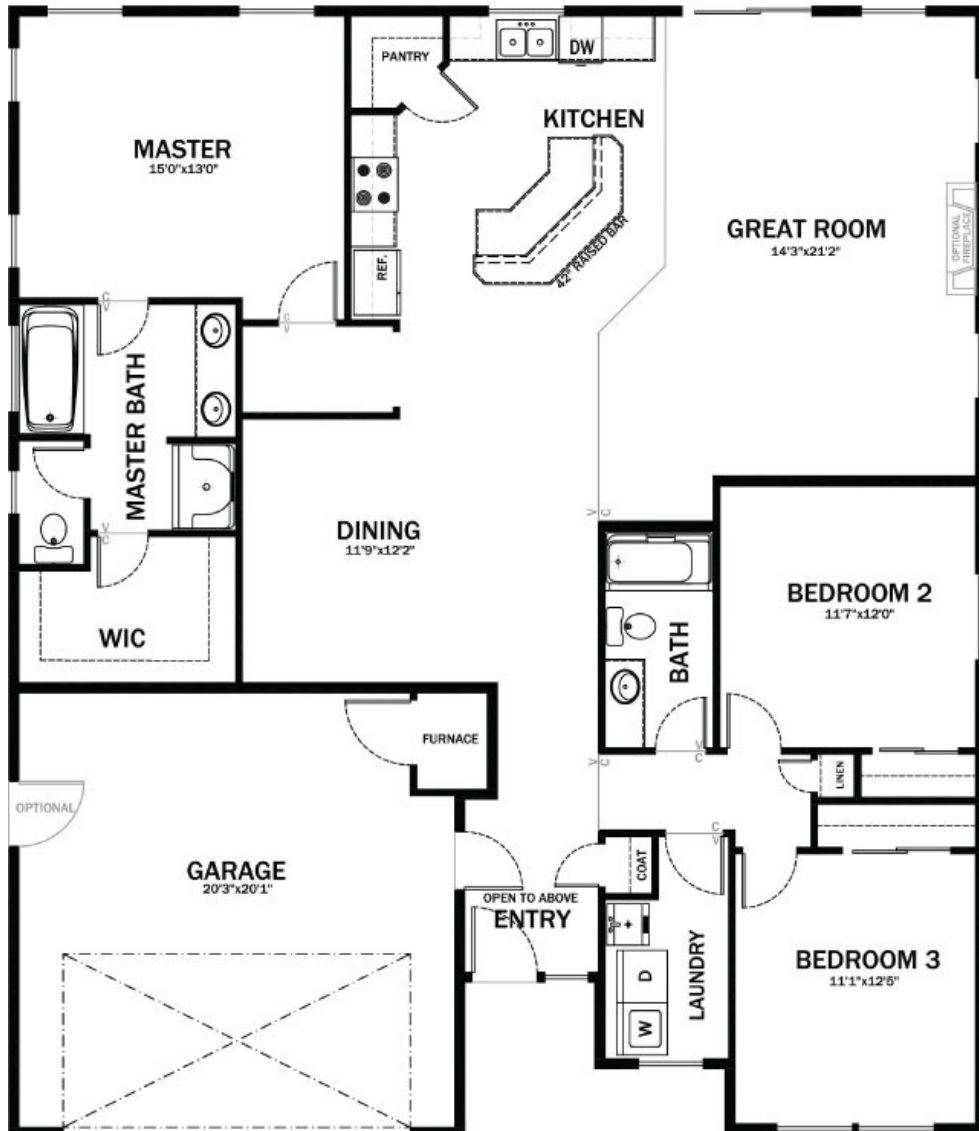 PANTRY
DW
KITCHEN
MASTER
15'0"x13'0"
GREAT ROOM
14'3"x21'2"
OPTIONAL
FIREPLACE
42" RAISED BAR
REF.
C
V
C
V
MASTER BATH
V
C
V C
DINING
11'9"x12'2"
BEDROOM 2
11'7"x12'0"
WIC
BATH
FURNACE
V
C
V C
LINEN
OPTIONAL
C
V
GARAGE
20'3"x20'1"
COAT
OPEN TO ABOVE
ENTRY
LAUNDRY
D
W
BEDROOM 3
11'1"x12'5"